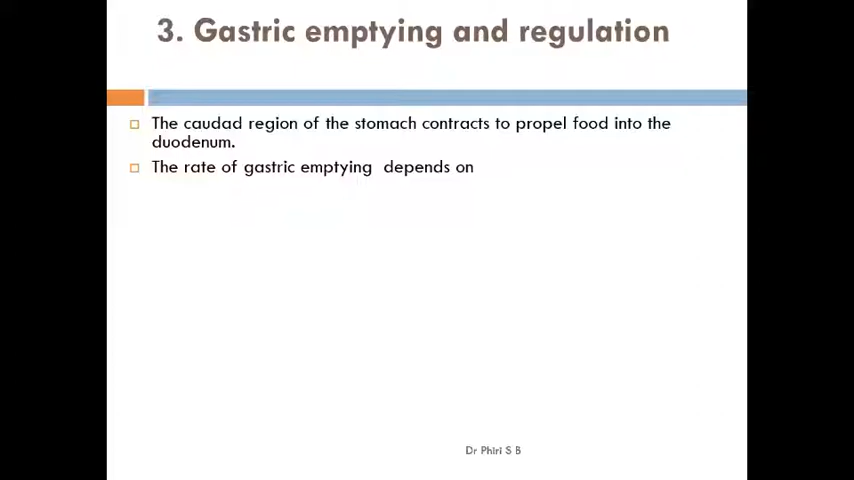 3. Gastric emptying and regulation
The caudad region of the stomach contracts to propel food into the
duodenum.
The rate of gastric emptying depends on
Dr Phiri S B